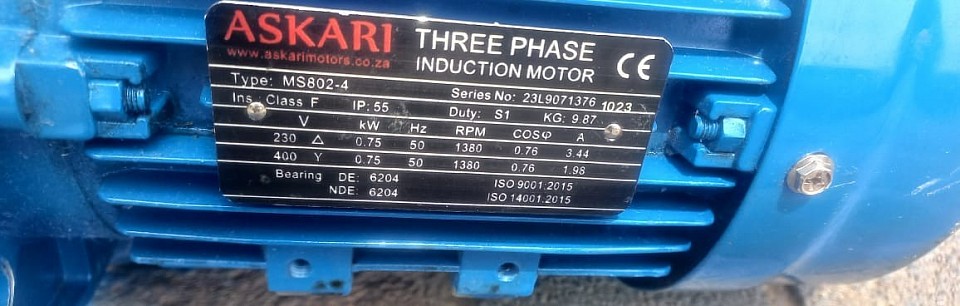 ASKARI
www.askarimotors.co.za
THREE PHASE
INDUCTION MOTOR
CE
Type: MS802-4 Series No: 23L9071376 1023
Ins. Class F IP: 55 Duty: S1 KG: 9.87
V kW Hz RPM COSφ A
230 △ 0.75 50 1380 0.76 3.44
400 Y 0.75 50 1380 0.76 1.98
Bearing DE: 6204 ISO 9001:2015
NDE: 6204 ISO 14001:2015